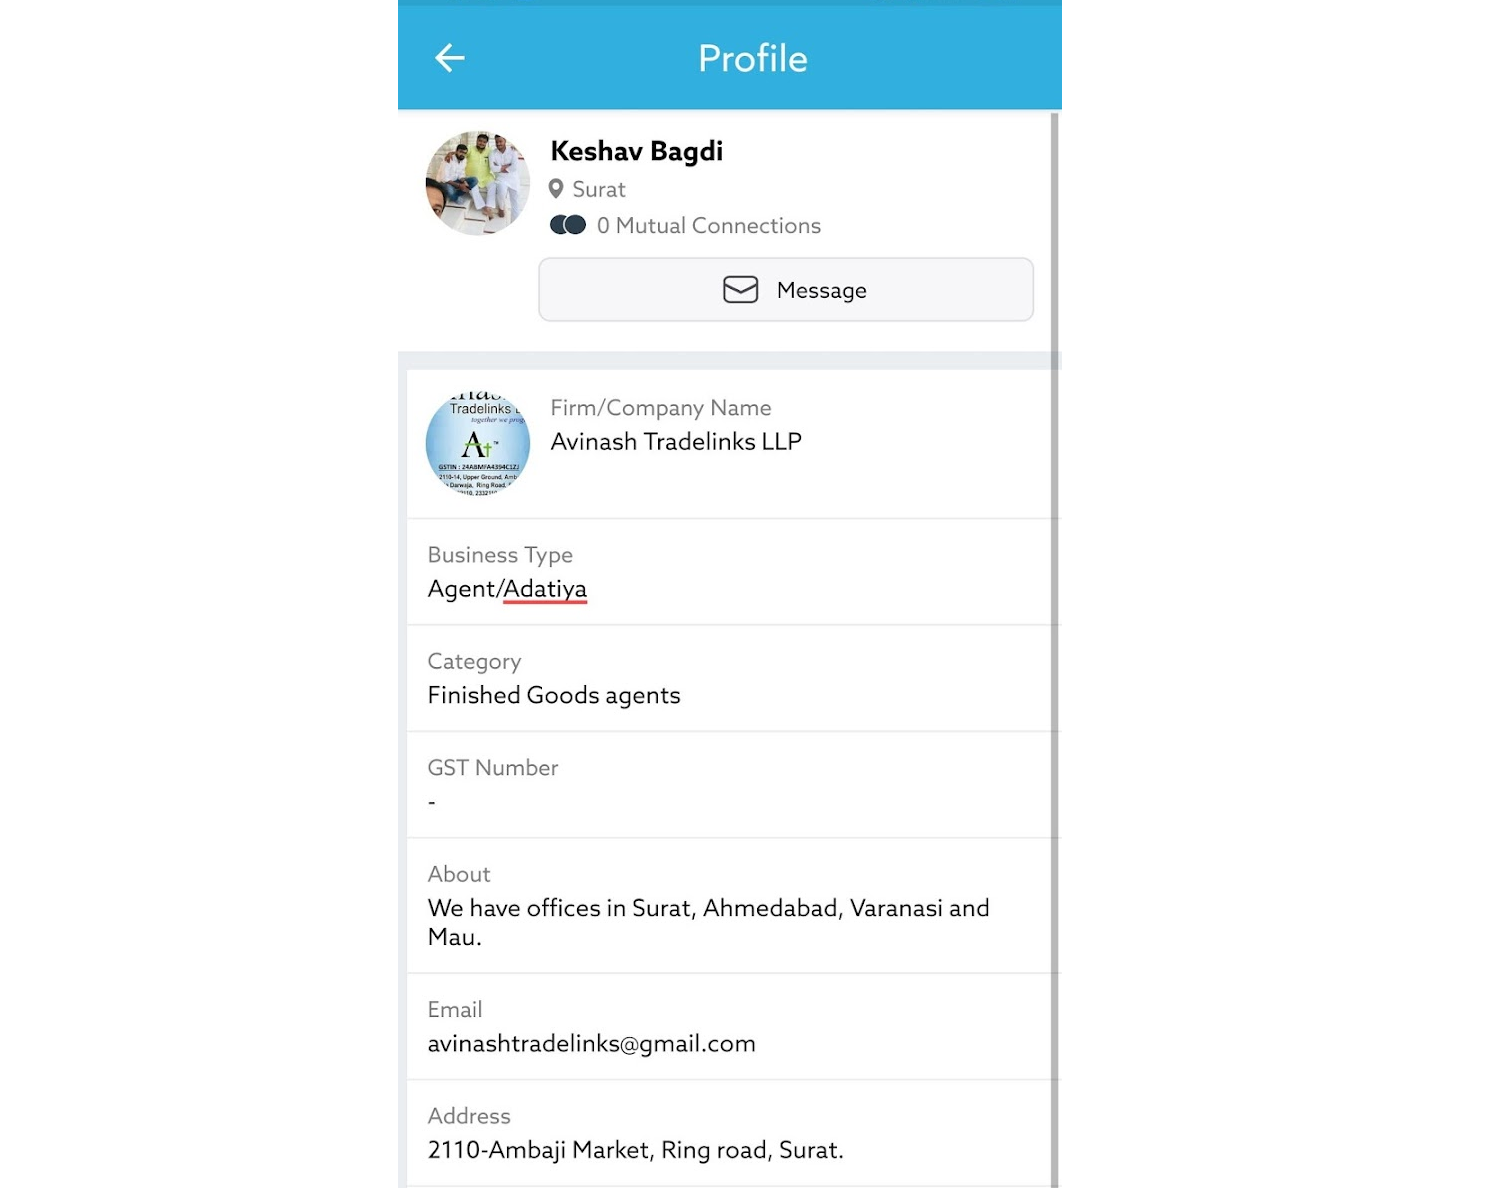 Profile
Keshav Bagdi
Surat
0 Mutual Connections
Message
Tradelinks
together we
At™
GSTIN : 24ABMFA4394C1ZJ
2110-14, Upper Ground,
Darwaja, Ring Road,
Firm/Company Name
Avinash Tradelinks LLP
Business Type
Agent/Adatiya
Category
Finished Goods agents
GST Number
-
About
We have offices in Surat, Ahmedabad, Varanasi and
Mau.
Email
avinashtradelinks@gmail.com
Address
2110-Ambaji Market, Ring road, Surat.